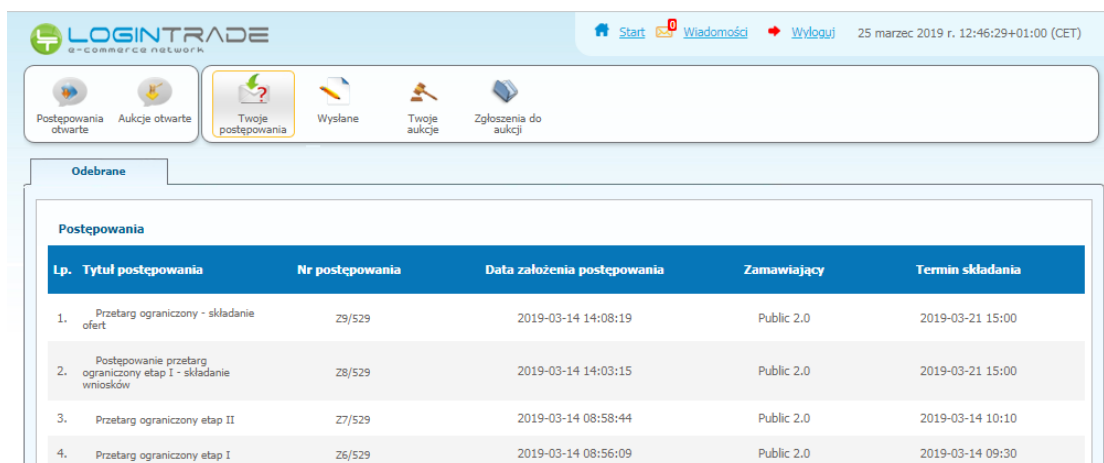 LOGINTRADE
e-commerce network
Start 0 Wiadomości Wyloguj 25 marzec 2019 r. 12:46:29+01:00 (CET)
Postępowania otwarte
Aukcje otwarte
Twoje postępowania
Wysłane
Twoje aukcje
Zgłoszenia do aukcji
Odebrane
Postępowania
Lp. Tytuł postępowania Nr postępowania Data założenia postępowania Zamawiający Termin składania
1. Przetarg ograniczony - składanie
ofert Z9/529 2019-03-14 14:08:19 Public 2.0 2019-03-21 15:00
2. Postępowanie przetarg
ograniczony etap I - składanie
wniosków Z8/529 2019-03-14 14:03:15 Public 2.0 2019-03-21 15:00
3. Przetarg ograniczony etap II Z7/529 2019-03-14 08:58:44 Public 2.0 2019-03-14 10:10
4. Przetarg ograniczony etap I Z6/529 2019-03-14 08:56:09 Public 2.0 2019-03-14 09:30